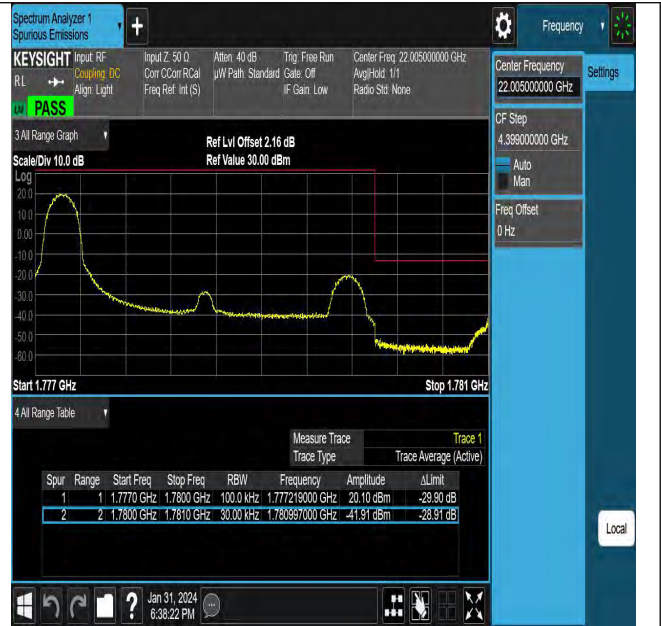 Spectrum Analyzer 1
Spurious Emissions
Frequency
KEYSIGHT
RL
PASS
Input: RF
Coupling: DC
Align: Light
Input Z: 50 Ω
Corr CCorr RCal
Freq Ref: Int (S)
Atten: 40 dB
µW Path: Standard
Trig: Free Run
Gate: Off
IF Gain: Low
Center Freq: 22.005000000 GHz
Avg|Hold: 1/1
Radio Std: None
Center Frequency
22.005000000 GHz
Settings
CF Step
4.399000000 GHz
Auto
Man
Freq Offset
0 Hz
3 All Range Graph
Scale/Div 10.0 dB
Ref Lvl Offset 2.16 dB
Ref Value 30.00 dBm
Log
20.0
10.0
0.00
-10.0
-20.0
-30.0
-40.0
-50.0
-60.0
Start 1.777 GHz
Stop 1.781 GHz
4 All Range Table
Measure Trace Trace 1
Trace Type Trace Average (Active)
Spur Range Start Freq Stop Freq RBW Frequency Amplitude ΔLimit
1 1 1.7770 GHz 1.7800 GHz 100.0 kHz 1.777219000 GHz 20.10 dBm -29.90 dB
2 2 1.7800 GHz 1.7810 GHz 30.00 kHz 1.780997000 GHz -41.91 dBm -28.91 dB
Local
?
Jan 31, 2024
6:38:22 PM